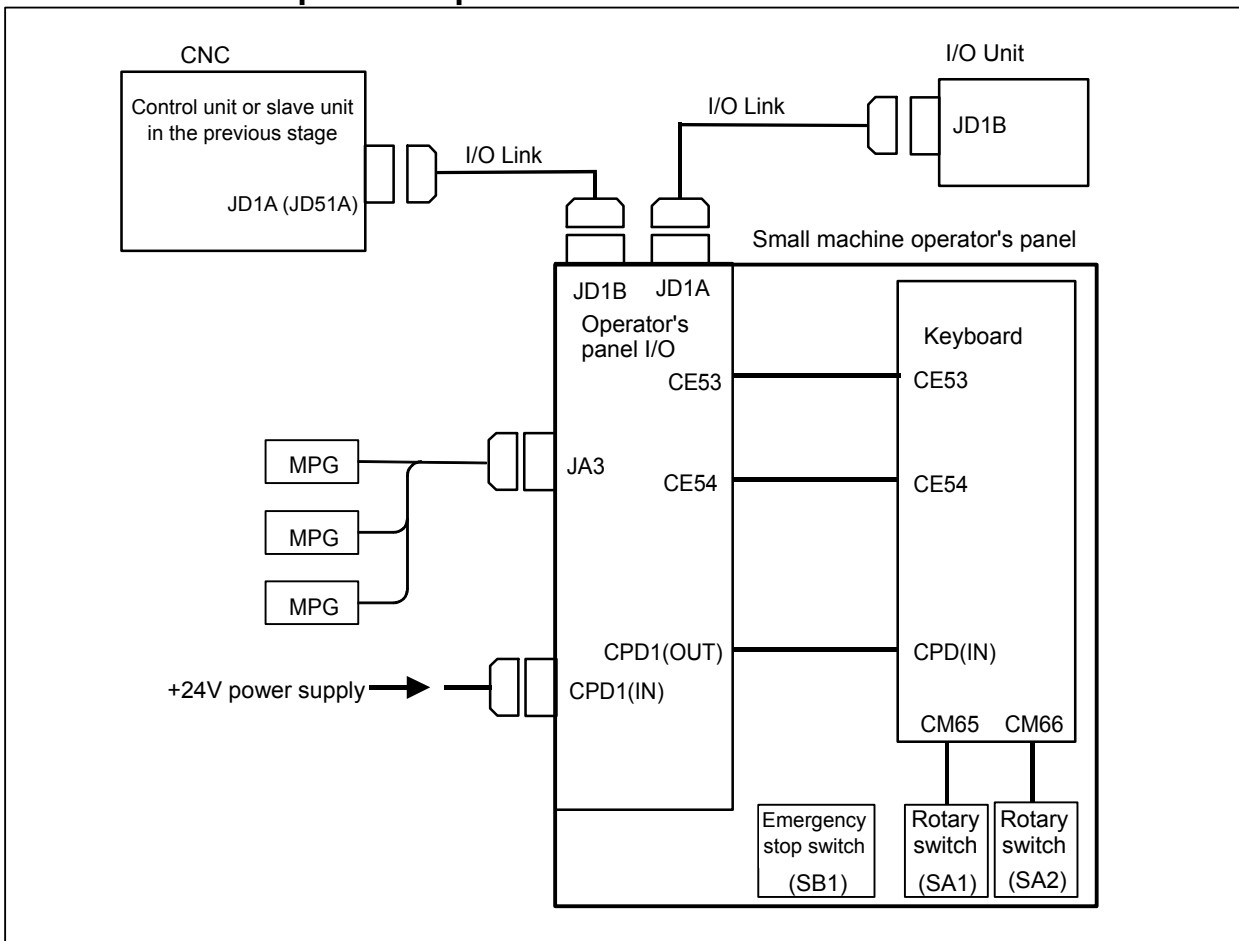 CNC
Control unit or slave unit
in the previous stage
JD1A (JD51A)
I/O Link
I/O Unit
I/O Link
JD1B
Small machine operator's panel
JD1B
JD1A
Operator's
panel I/O
Keyboard
CE53
CE53
MPG
JA3
CE54
CE54
MPG
MPG
CPD1(OUT)
CPD(IN)
+24V power supply
CPD1(IN)
CM65
CM66
Emergency
stop switch
(SB1)
Rotary
switch
(SA1)
Rotary
switch
(SA2)